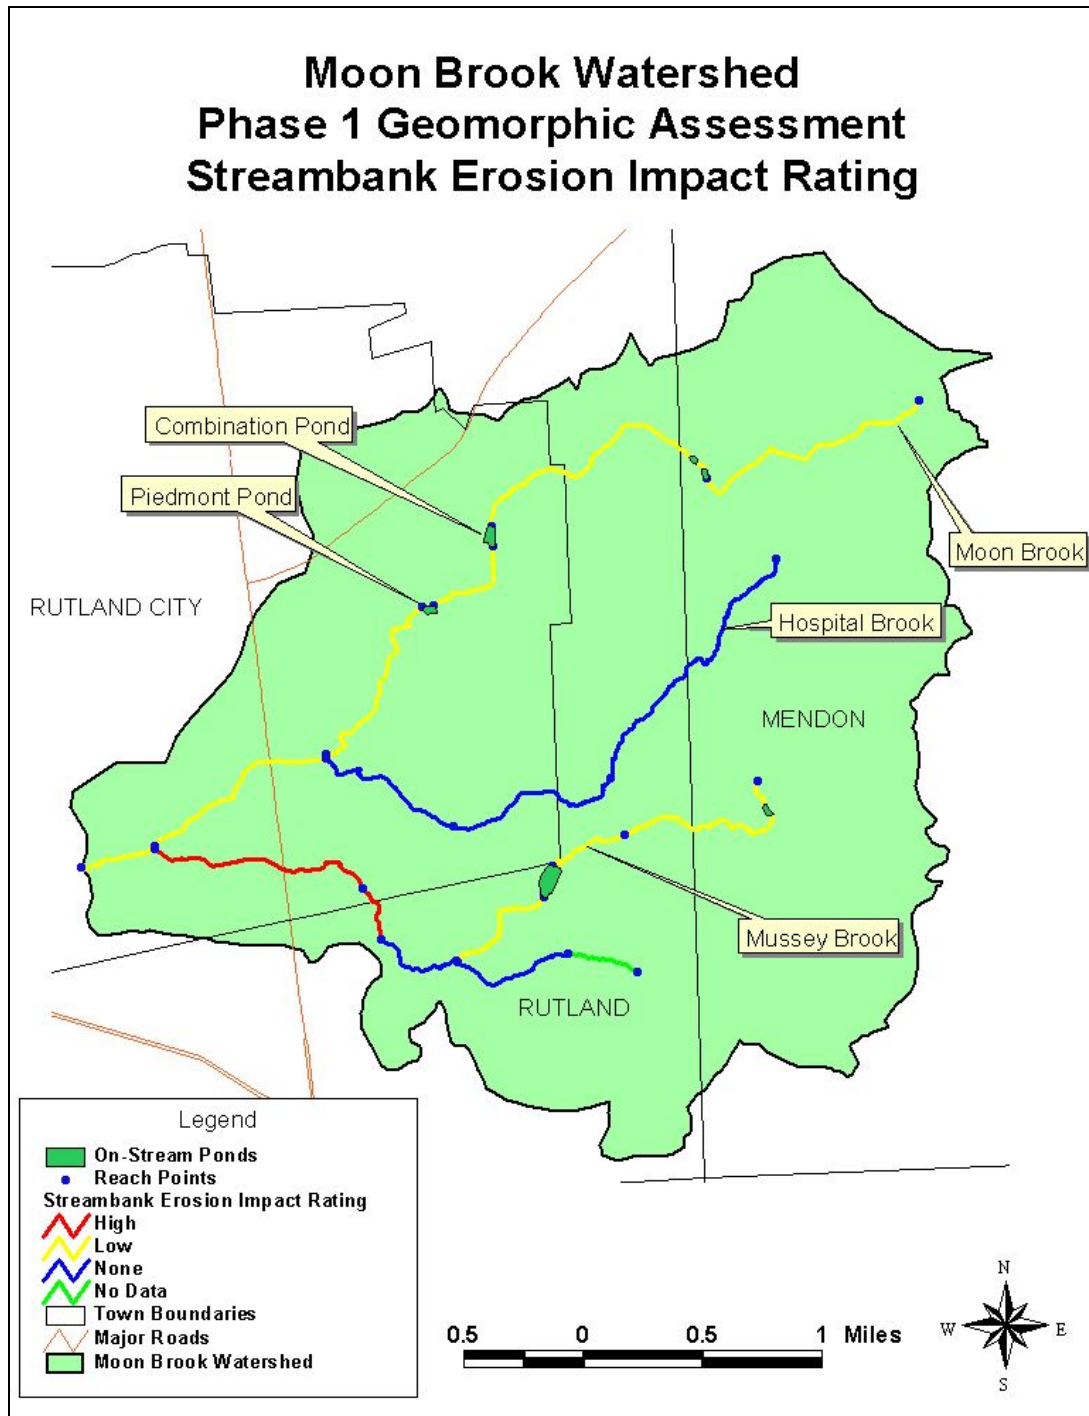 Moon Brook Watershed
Phase 1 Geomorphic Assessment
Streambank Erosion Impact Rating
Combination Pond
Piedmont Pond
Moon Brook
RUTLAND CITY
Hospital Brook
MENDON
Mussey Brook
RUTLAND
Legend
On-Stream Ponds
Reach Points
Streambank Erosion Impact Rating
High
Low
None
No Data
Town Boundaries
Major Roads
Moon Brook Watershed
0.5 0 0.5 1 Miles
N
W E
S